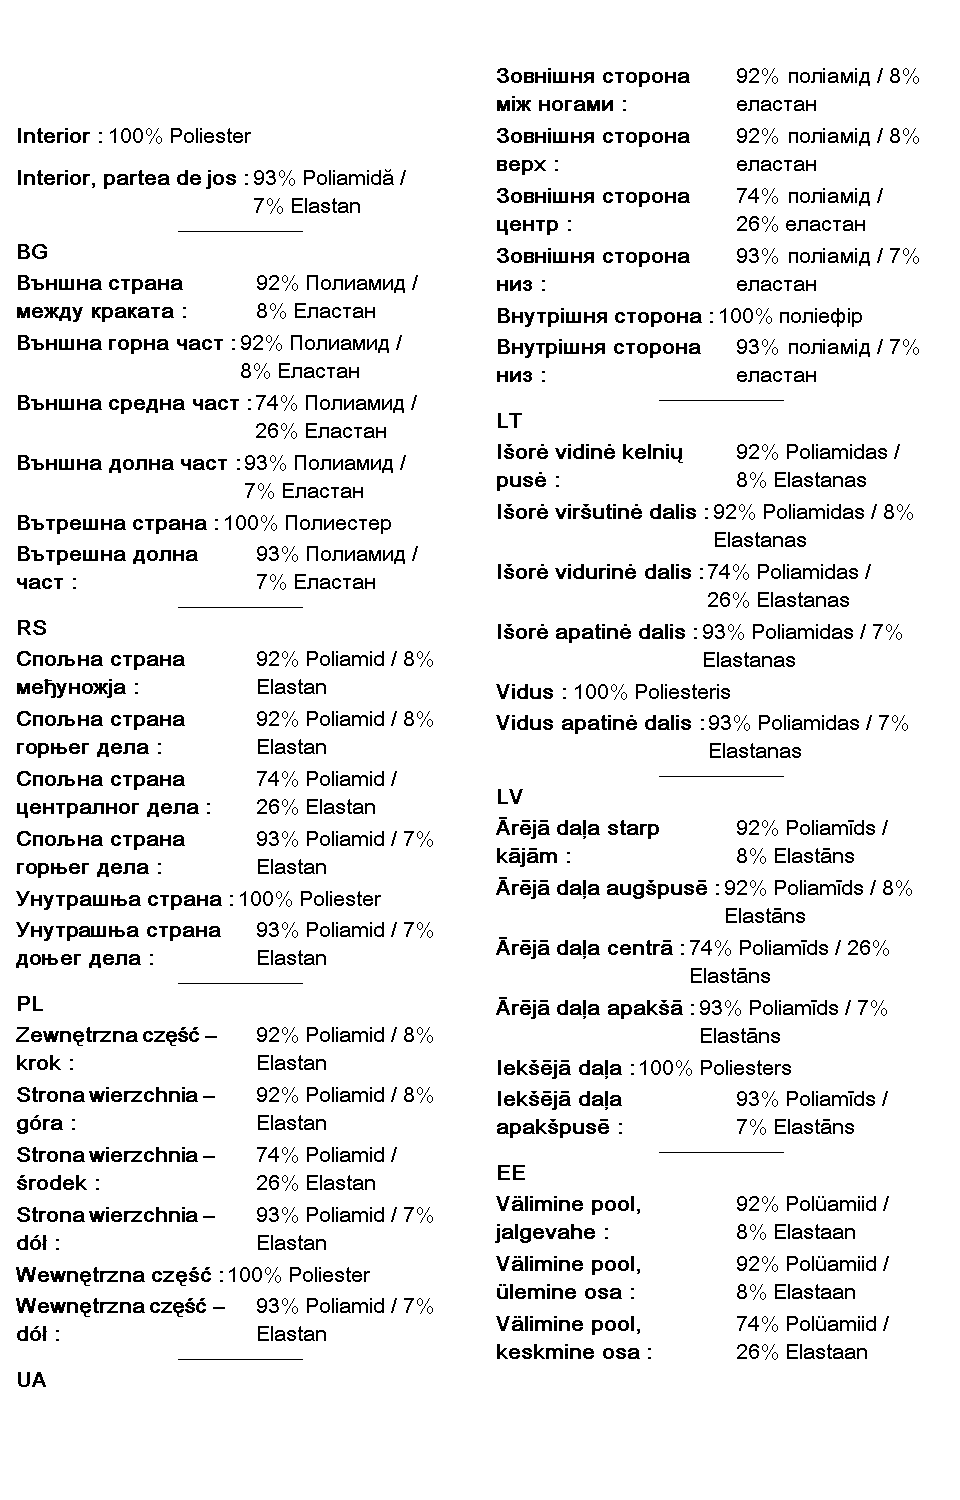 Interior : 100% Poliester
Interior, partea de jos : 93% Poliamidă /
7% Elastan
BG
Външна страна 92% Полиамид /
между краката : 8% Еластан
Външна горна част : 92% Полиамид /
8% Еластан
Външна средна част : 74% Полиамид /
26% Еластан
Външна долна част : 93% Полиамид /
7% Еластан
Вътрешна страна : 100% Полиестер
Вътрешна долна 93% Полиамид /
част : 7% Еластан
RS
Спољна страна 92% Poliamid / 8%
међуножја : Elastan
Спољна страна 92% Poliamid / 8%
горњег дела : Elastan
Спољна страна 74% Poliamid /
централног дела : 26% Elastan
Спољна страна 93% Poliamid / 7%
горњег дела : Elastan
Унутрашња страна : 100% Poliester
Унутрашња страна 93% Poliamid / 7%
доњег дела : Elastan
PL
Zewnętrzna część – 92% Poliamid / 8%
krok : Elastan
Strona wierzchnia – 92% Poliamid / 8%
góra : Elastan
Strona wierzchnia – 74% Poliamid /
środek : 26% Elastan
Strona wierzchnia – 93% Poliamid / 7%
dół : Elastan
Wewnętrzna część : 100% Poliester
Wewnętrzna część – 93% Poliamid / 7%
dół : Elastan
UA
Зовнішня сторона 92% поліамід / 8%
між ногами : еластан
Зовнішня сторона 92% поліамід / 8%
верх : еластан
Зовнішня сторона 74% поліамід /
центр : 26% еластан
Зовнішня сторона 93% поліамід / 7%
низ : еластан
Внутрішня сторона : 100% поліефір
Внутрішня сторона 93% поліамід / 7%
низ : еластан
LT
Išorė vidinė kelnių 92% Poliamidas /
pusė : 8% Elastanas
Išorė viršutinė dalis : 92% Poliamidas / 8%
Elastanas
Išorė vidurinė dalis : 74% Poliamidas /
26% Elastanas
Išorė apatinė dalis : 93% Poliamidas / 7%
Elastanas
Vidus : 100% Poliesteris
Vidus apatinė dalis : 93% Poliamidas / 7%
Elastanas
LV
Ārējā daļa starp 92% Poliamīds /
kājām : 8% Elastāns
Ārējā daļa augšpusē : 92% Poliamīds / 8%
Elastāns
Ārējā daļa centrā : 74% Poliamīds / 26%
Elastāns
Ārējā daļa apakšā : 93% Poliamīds / 7%
Elastāns
Iekšējā daļa : 100% Poliesters
Iekšējā daļa 93% Poliamīds /
apakšpusē : 7% Elastāns
EE
Välimine pool, 92% Polüamiid /
jalgevahe : 8% Elastaan
Välimine pool, 92% Polüamiid /
ülemine osa : 8% Elastaan
Välimine pool, 74% Polüamiid /
keskmine osa : 26% Elastaan